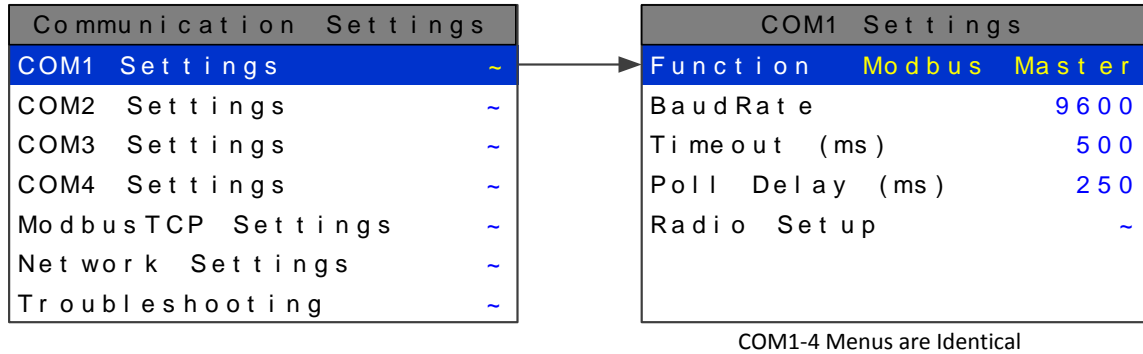 Communication Settings
COM1 Settings ~
COM2 Settings ~
COM3 Settings ~
COM4 Settings ~
ModbusTCP Settings ~
Network Settings ~
Troubleshooting ~
COM1 Settings
Function Modbus Master
BaudRate 9600
Timeout (ms) 500
Poll Delay (ms) 250
Radio Setup ~
COM1-4 Menus are Identical